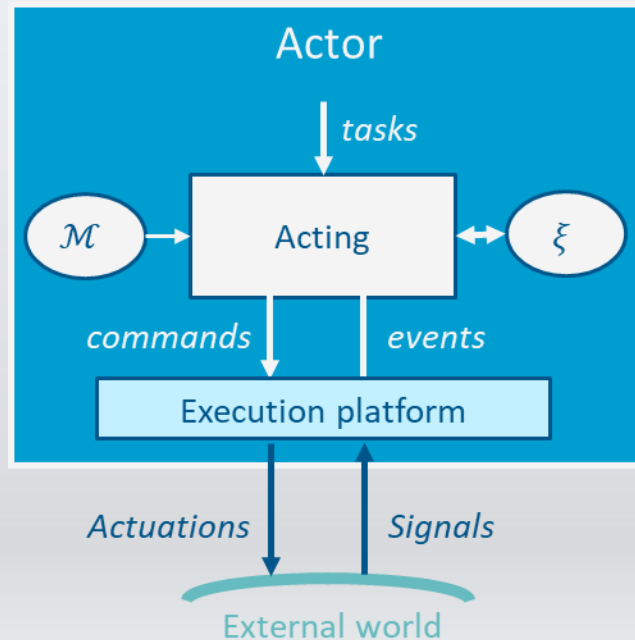 Actor
tasks
ℳ
Acting
ξ
commands
events
Execution platform
Actuations
Signals
External world